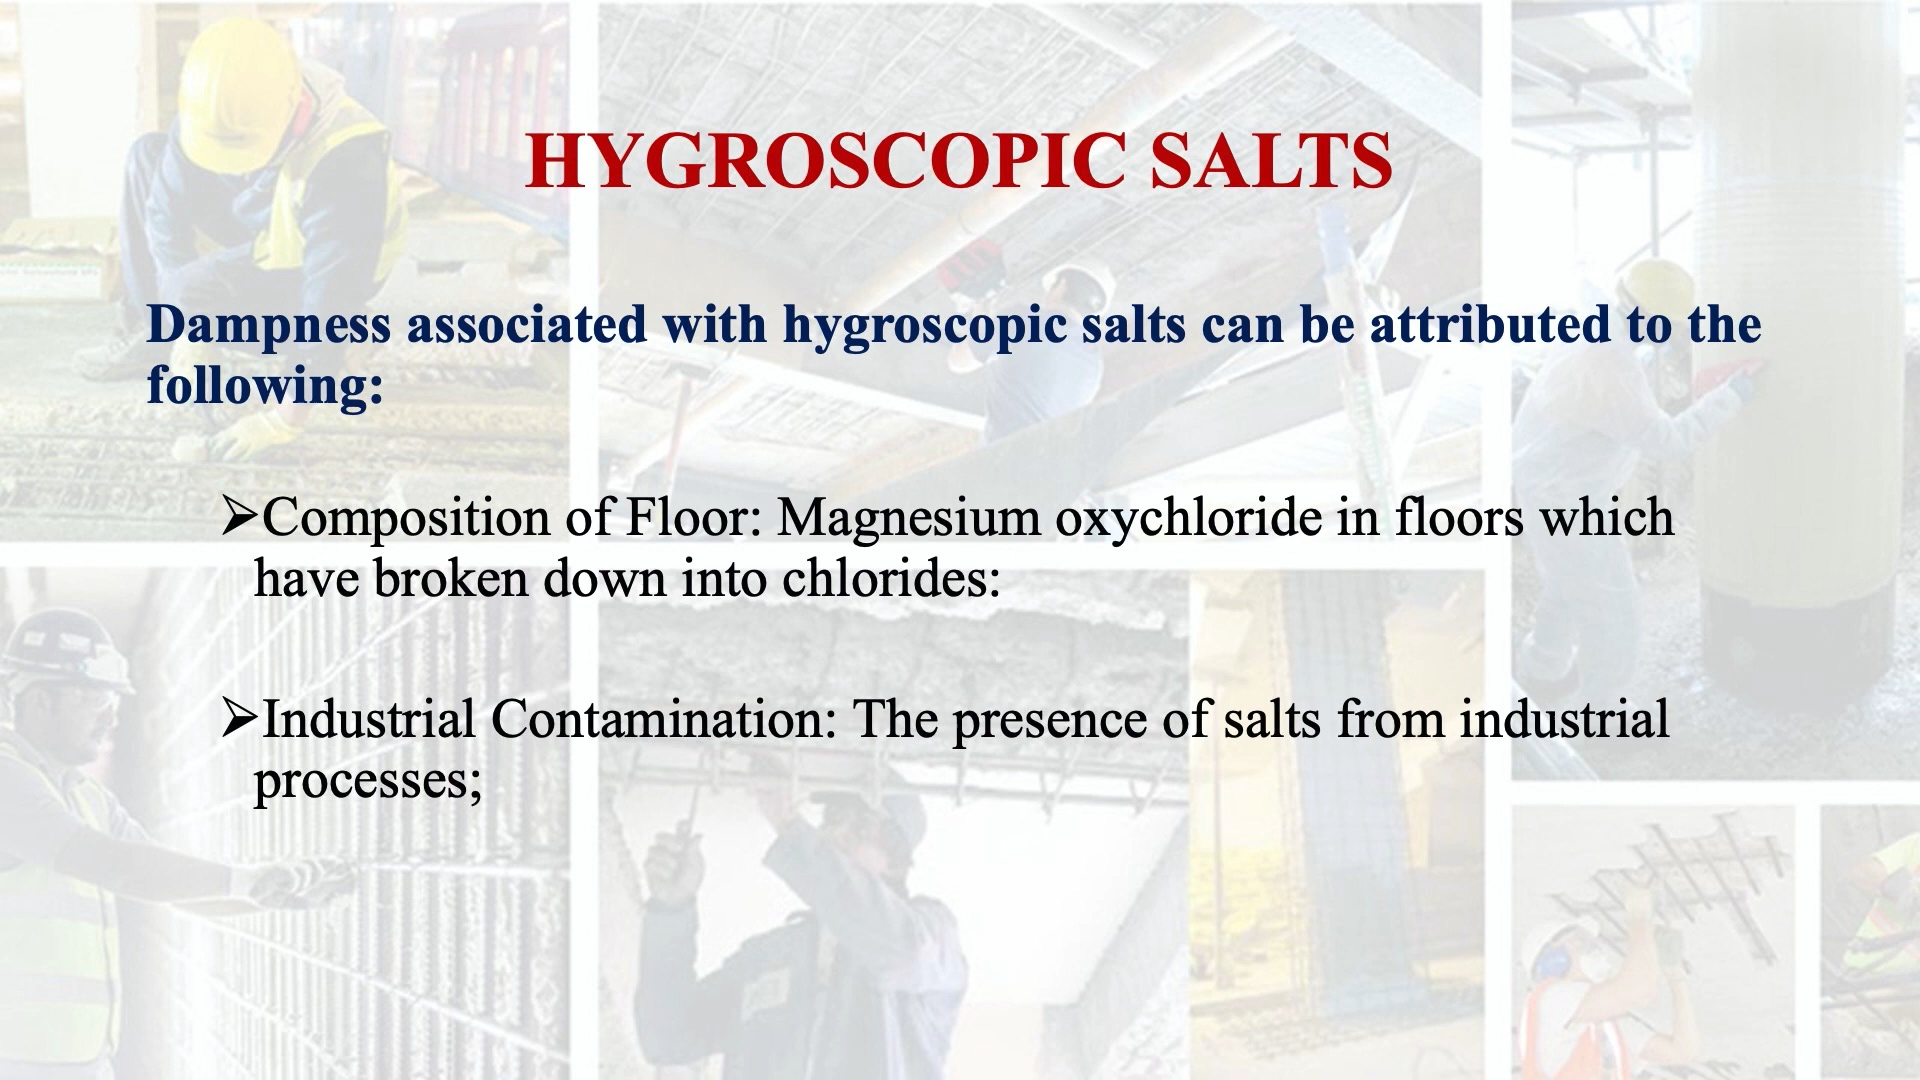 HYGROSCOPIC SALTS
Dampness associated with hygroscopic salts can be attributed to the
following:
➢Composition of Floor: Magnesium oxychloride in floors which
have broken down into chlorides:
➢Industrial Contamination: The presence of salts from industrial
processes;